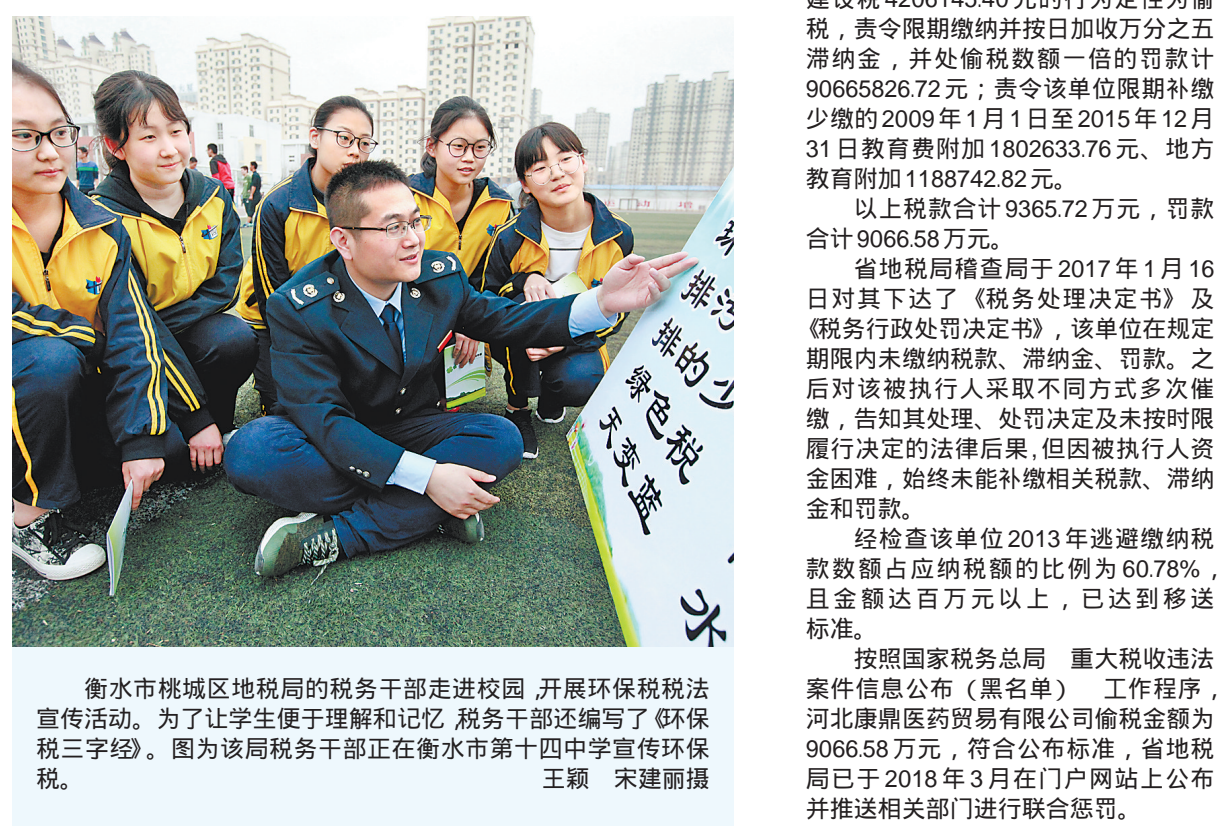 排污
排的少
绿色税
天变蓝
水
衡水市桃城区地税局的税务干部走进校园,开展环保税税法
宣传活动。为了让学生便于理解和记忆,税务干部还编写了《环保
税三字经》。图为该局税务干部正在衡水市第十四中学宣传环保
税。 王颖 宋建丽摄
建设税 元的行为定性为偷
税，责令限期缴纳并按日加收万分之五
滞纳金，并处偷税数额一倍的罚款计
90665826.72元；责令该单位限期补缴
少缴的2009年1月1日至2015年12月
31日教育费附加1802633.76元、地方
教育附加1188742.82元。
以上税款合计9365.72万元，罚款
合计9066.58万元。
省地税局稽查局于2017年1月16
日对其下达了《税务处理决定书》及
《税务行政处罚决定书》，该单位在规定
期限内未缴纳税款、滞纳金、罚款。之
后对该被执行人采取不同方式多次催
缴，告知其处理、处罚决定及未按时限
履行决定的法律后果,但因被执行人资
金困难，始终未能补缴相关税款、滞纳
金和罚款。
经检查该单位2013年逃避缴纳税
款数额占应纳税额的比例为60.78%，
且金额达百万元以上，已达到移送
标准。
按照国家税务总局 重大税收违法
案件信息公布（黑名单） 工作程序，
河北康鼎医药贸易有限公司偷税金额为
9066.58万元，符合公布标准，省地税
局已于2018年3月在门户网站上公布
并推送相关部门进行联合惩罚。